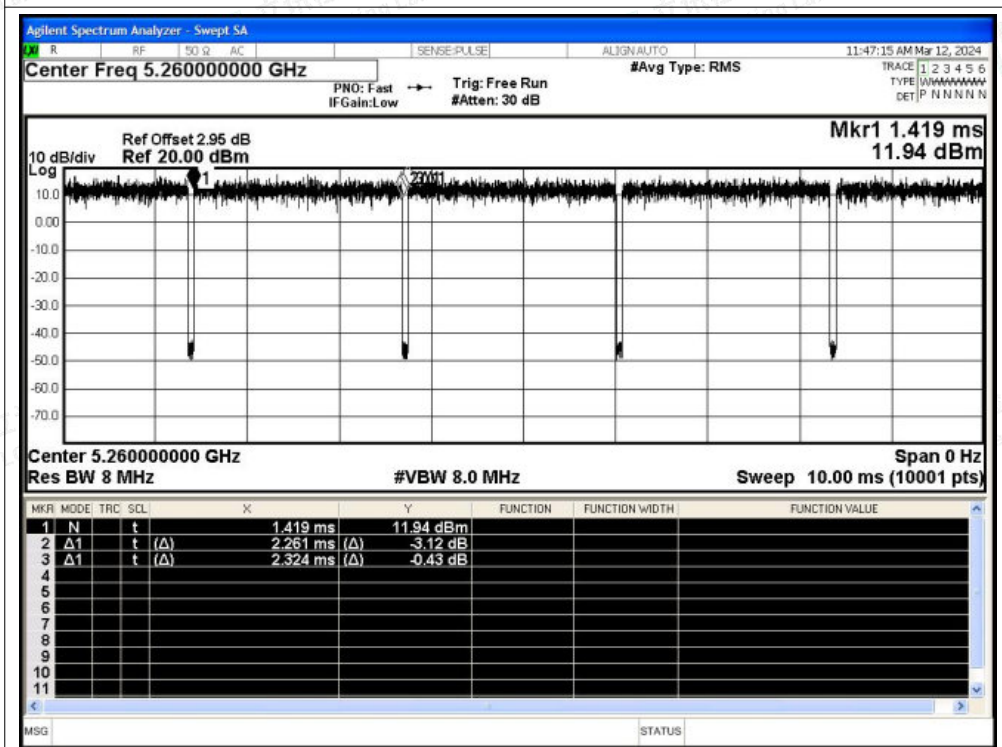 Agilent Spectrum Analyzer - Swept SA
R RF 50 Ω AC SENSE:PULSE ALIGN AUTO 11:47:15 AM Mar 12, 2024
Center Freq 5.260000000 GHz
PNO: Fast
IFGain:Low
Trig: Free Run
#Atten: 30 dB
#Avg Type: RMS
TRACE 1 2 3 4 5 6
TYPE
DET P N N N N N
Mkr1 1.419 ms
11.94 dBm
Ref Offset 2.95 dB
10 dB/div Ref 20.00 dBm
Log
1
10.0
0.00
-10.0
-20.0
-30.0
-40.0
-50.0
-60.0
-70.0
Center 5.260000000 GHz Span 0 Hz
Res BW 8 MHz #VBW 8.0 MHz Sweep 10.00 ms (10001 pts)
MKR MODE TRC SCL X Y FUNCTION FUNCTION WIDTH FUNCTION VALUE
1 N t 1.419 ms 11.94 dBm
2 Δ1 t (Δ) 2.261 ms (Δ) -3.12 dB
3 Δ1 t (Δ) 2.324 ms (Δ) -0.43 dB
4
5
6
7
8
9
10
11
MSG STATUS